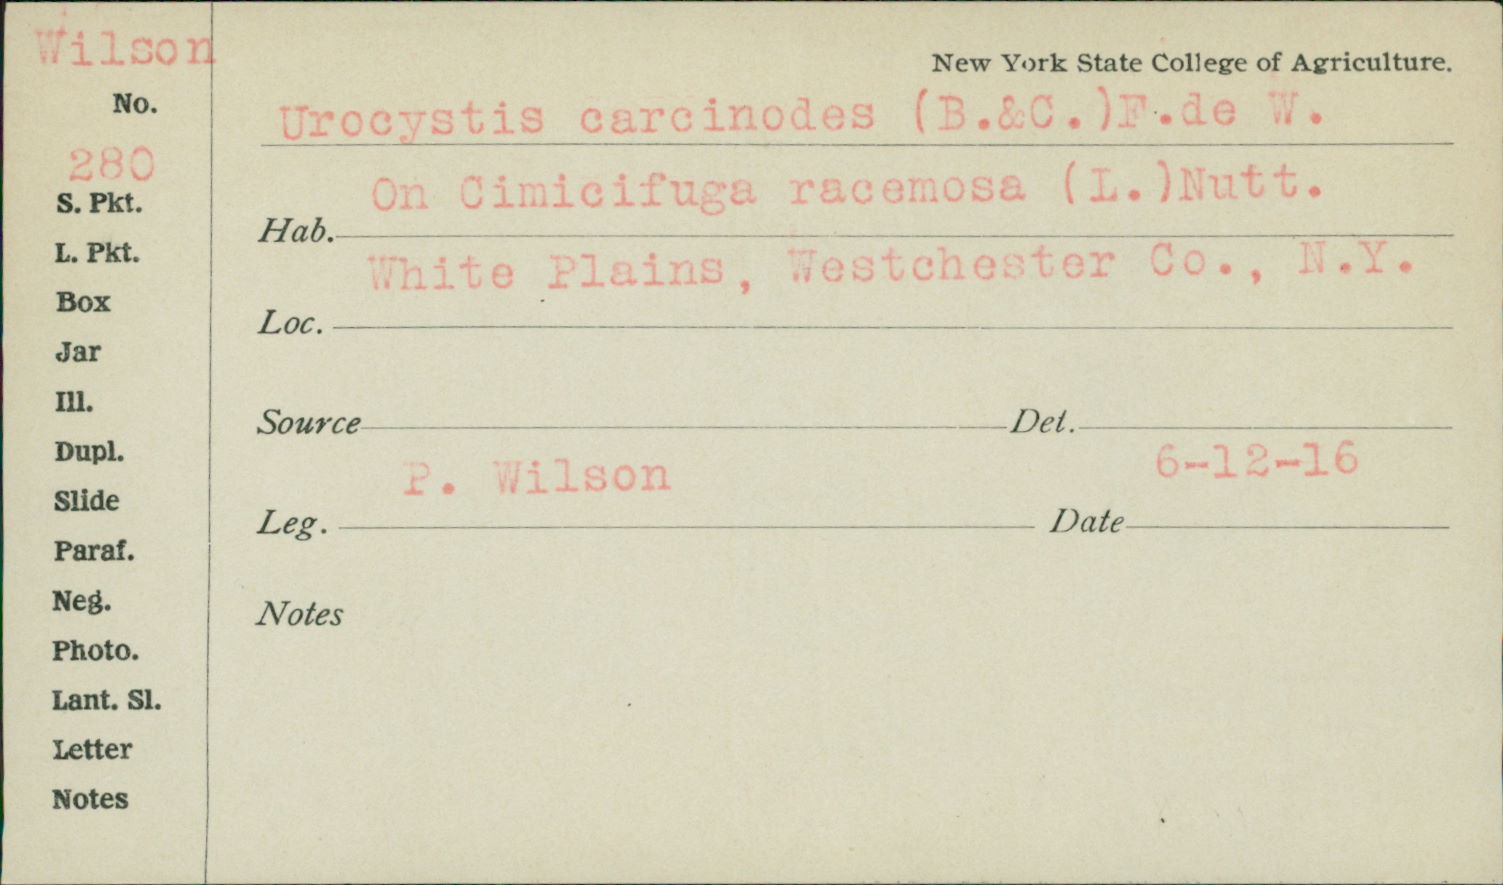 Wilson
No.
280
S. Pkt.
L. Pkt.
Box
Jar
Ill.
Dupl.
Slide
Paraf.
Neg.
Photo.
Lant. Sl.
Letter
Notes
New York State College of Agriculture.
Urocystis carcinodes (B.&C.)F.de W.
On Cimicifuga racemosa (L.)Nutt.
Hab.
White Plains, Westchester Co., N.Y.
Loc.
Source Det.
P. Wilson 6-12-16
Leg. Date
Notes